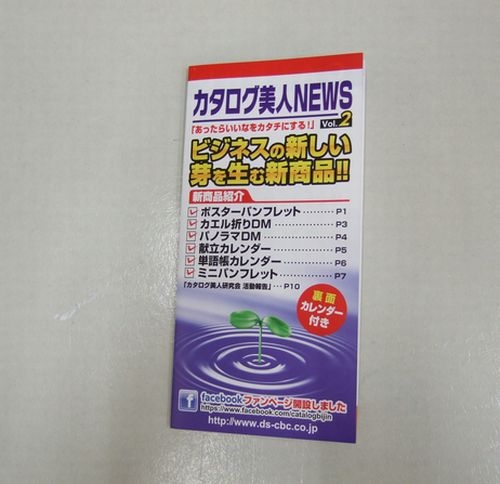 カタログ美人NEWS
「あったらいいなをカタチにする！」 Vol.2
ビジネスの新しい
芽を生む新商品!!
新商品紹介
ポスターパンフレット………P1
カエル折りDM………P3
パノラマDM………P4
献立カレンダー………P5
単語帳カレンダー………P6
ミニパンフレット………P7
「カタログ美人研究会 活動報告」…P10
裏面
カレンダー
付き
f facebookファンページ開設しました
https://www.facebook.com/catalogbijin
http://www.ds-cbc.co.jp